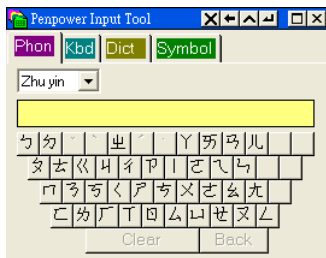 Penpower Input Tool
Phon Kbd Dict Symbol
Zhu yin
ㄅ ㄉ ˇ ˋ ㄓ ˊ ˙ ㄚ ㄞ ㄢ ㄦ
ㄆ ㄊ ㄍ ㄐ ㄔ ㄗ ㄧ ㄛ ㄟ ㄣ
ㄇ ㄋ ㄎ ㄑ ㄕ ㄘ ㄨ ㄜ ㄠ ㄤ
ㄈ ㄌ ㄏ ㄒ ㄖ ㄙ ㄩ ㄝ ㄡ ㄥ
Clear Back